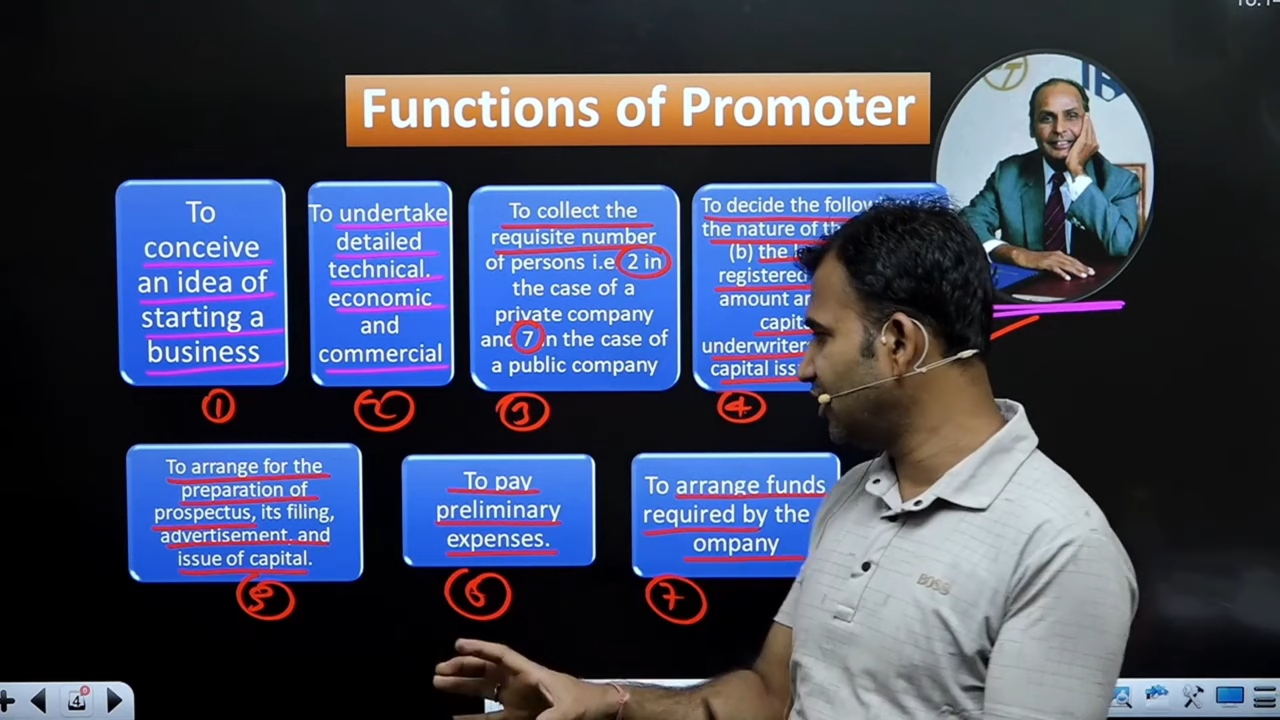 Functions of Promoter
To
conceive
an idea of
starting a
business
To undertake
detailed
technical.
economic
and
commercial
To collect the
requisite number
of persons i.e 2 in
the case of a
private company
and 7 in the case of
a public company
To decide the
the nature of
(b) the
registered
amount
underwriters
capital
1
2
3
4
To arrange for the
preparation of
prospectus, its filing,
advertisement, and
issue of capital.
To pay
preliminary
expenses.
To arrange funds
required by the
ompany
5
6
7
BOSS
4